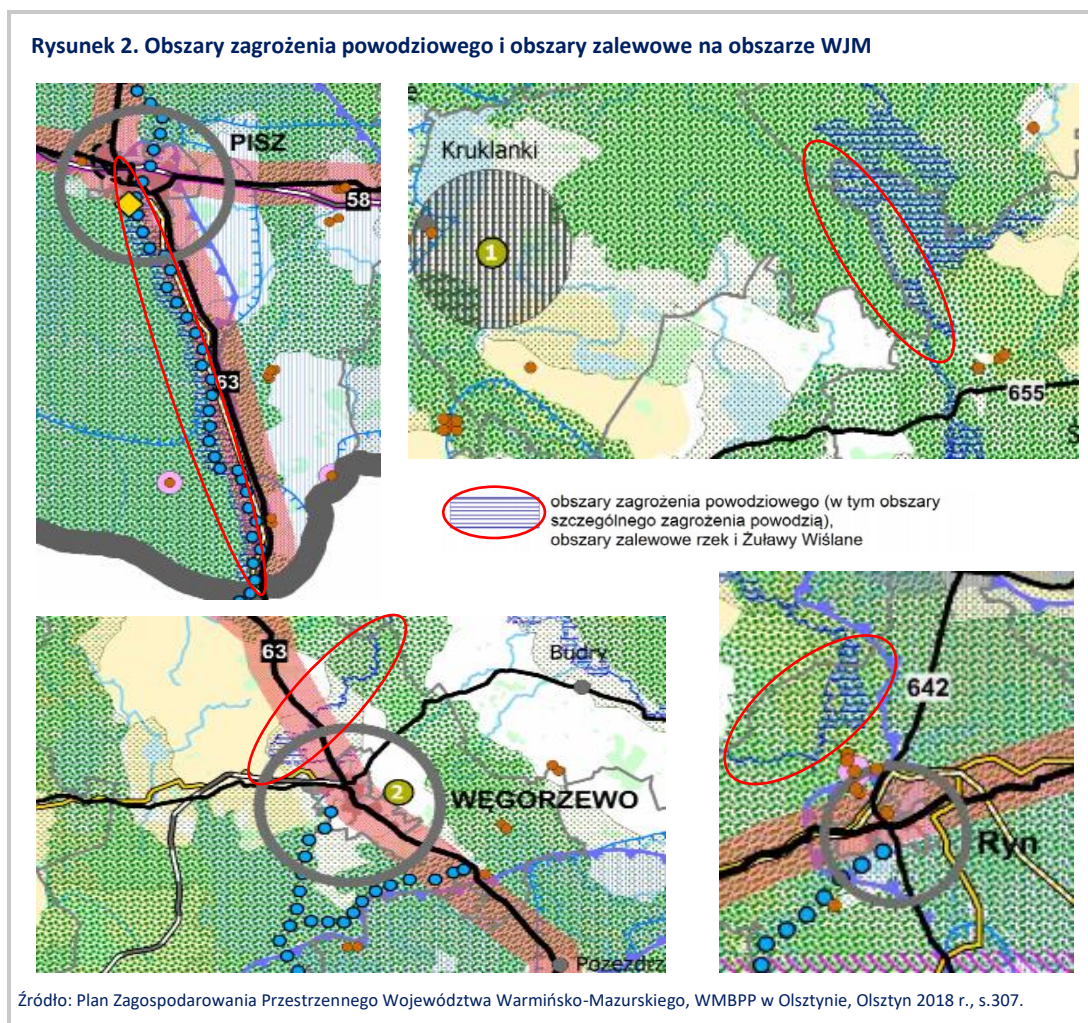 Rysunek 2. Obszary zagrożenia powodziowego i obszary zalewowe na obszarze WJM
PISZ
58
63
Kruklanki
1
655
obszary zagrożenia powodziowego (w tym obszary
szczególnego zagrożenia powodzią),
obszary zalewowe rzek i Żuławy Wiślane
63
Budry
2
WĘGORZEWO
Pozezdrz
642
Ryn
Źródło: Plan Zagospodarowania Przestrzennego Województwa Warmińsko-Mazurskiego, WMBPP w Olsztynie, Olsztyn 2018 r., s.307.